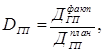 D_ГП = Д_ГП^факт / Д_ГП^план ,